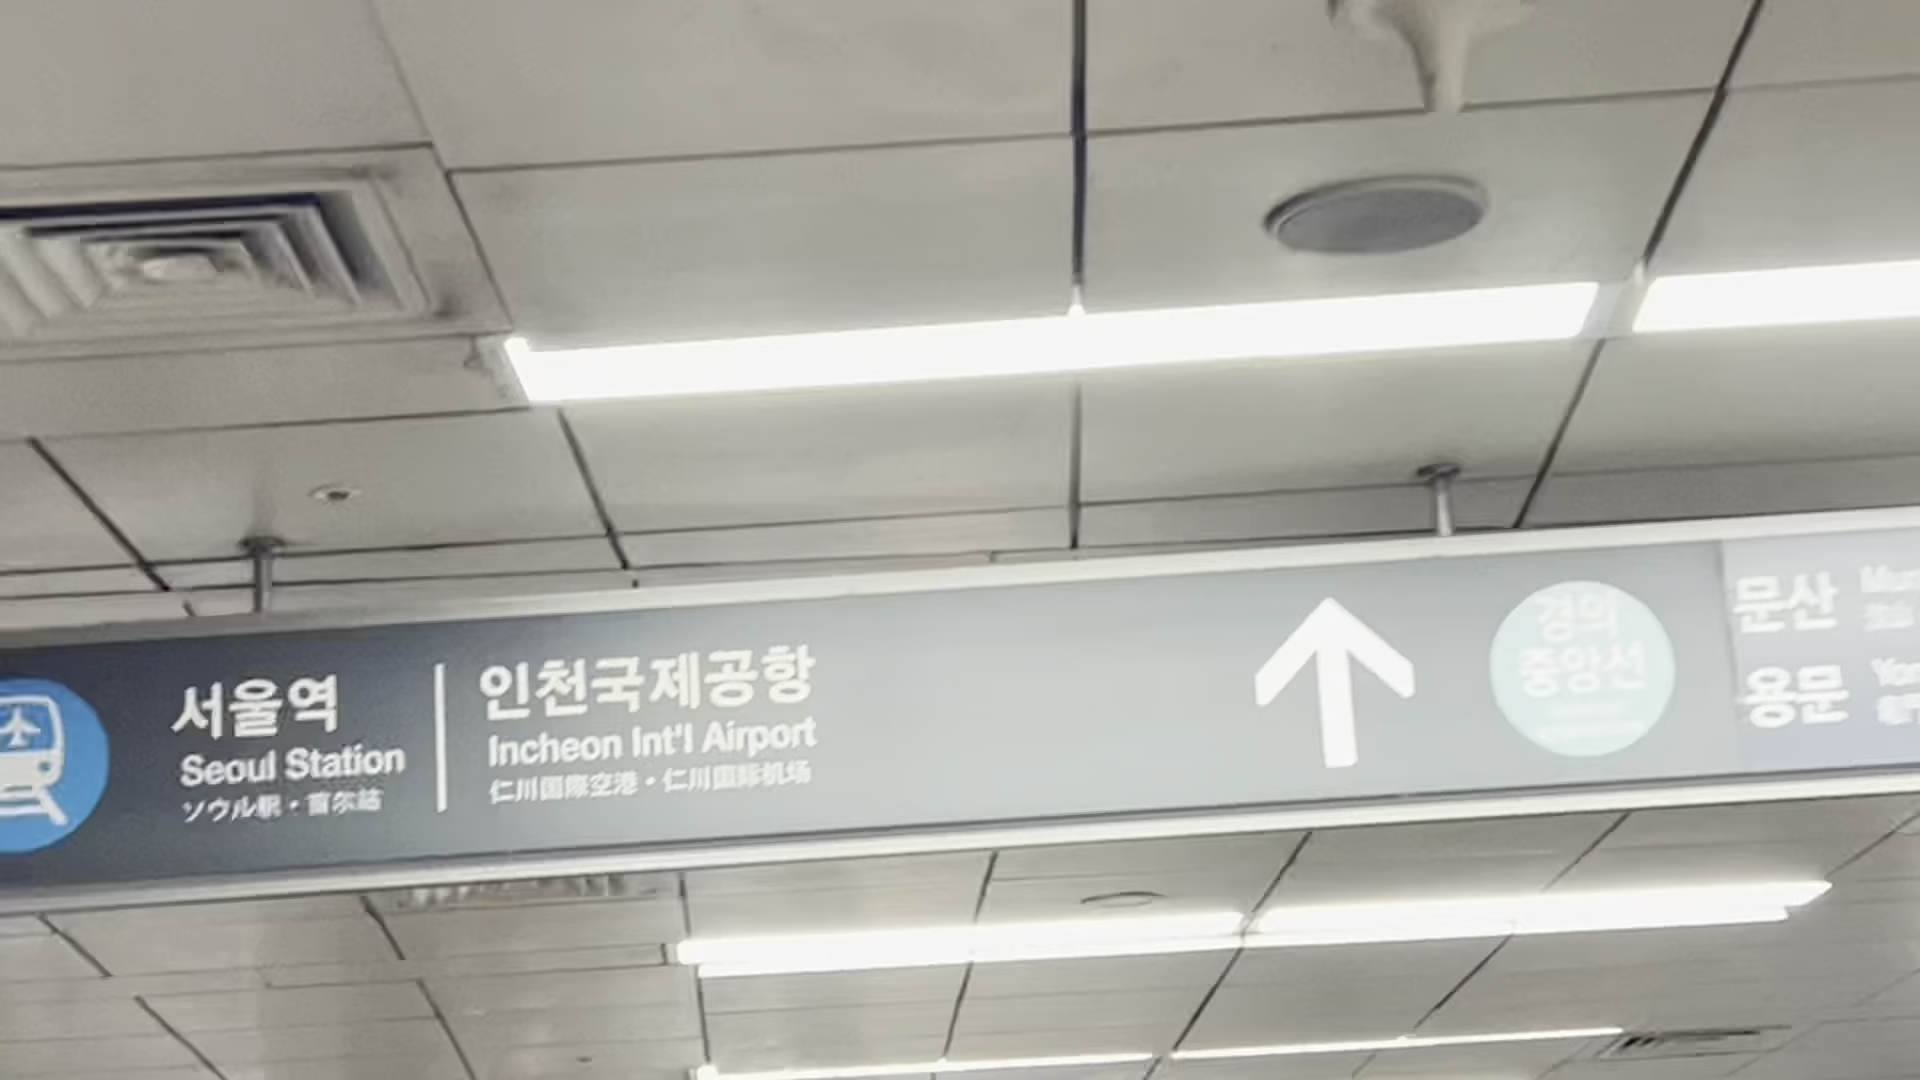 서울역
Seoul Station
ソウル駅・首尔站
인천국제공항
Incheon Int'l Airport
仁川国際空港・仁川国际机场
경의
중앙선
문산
용문